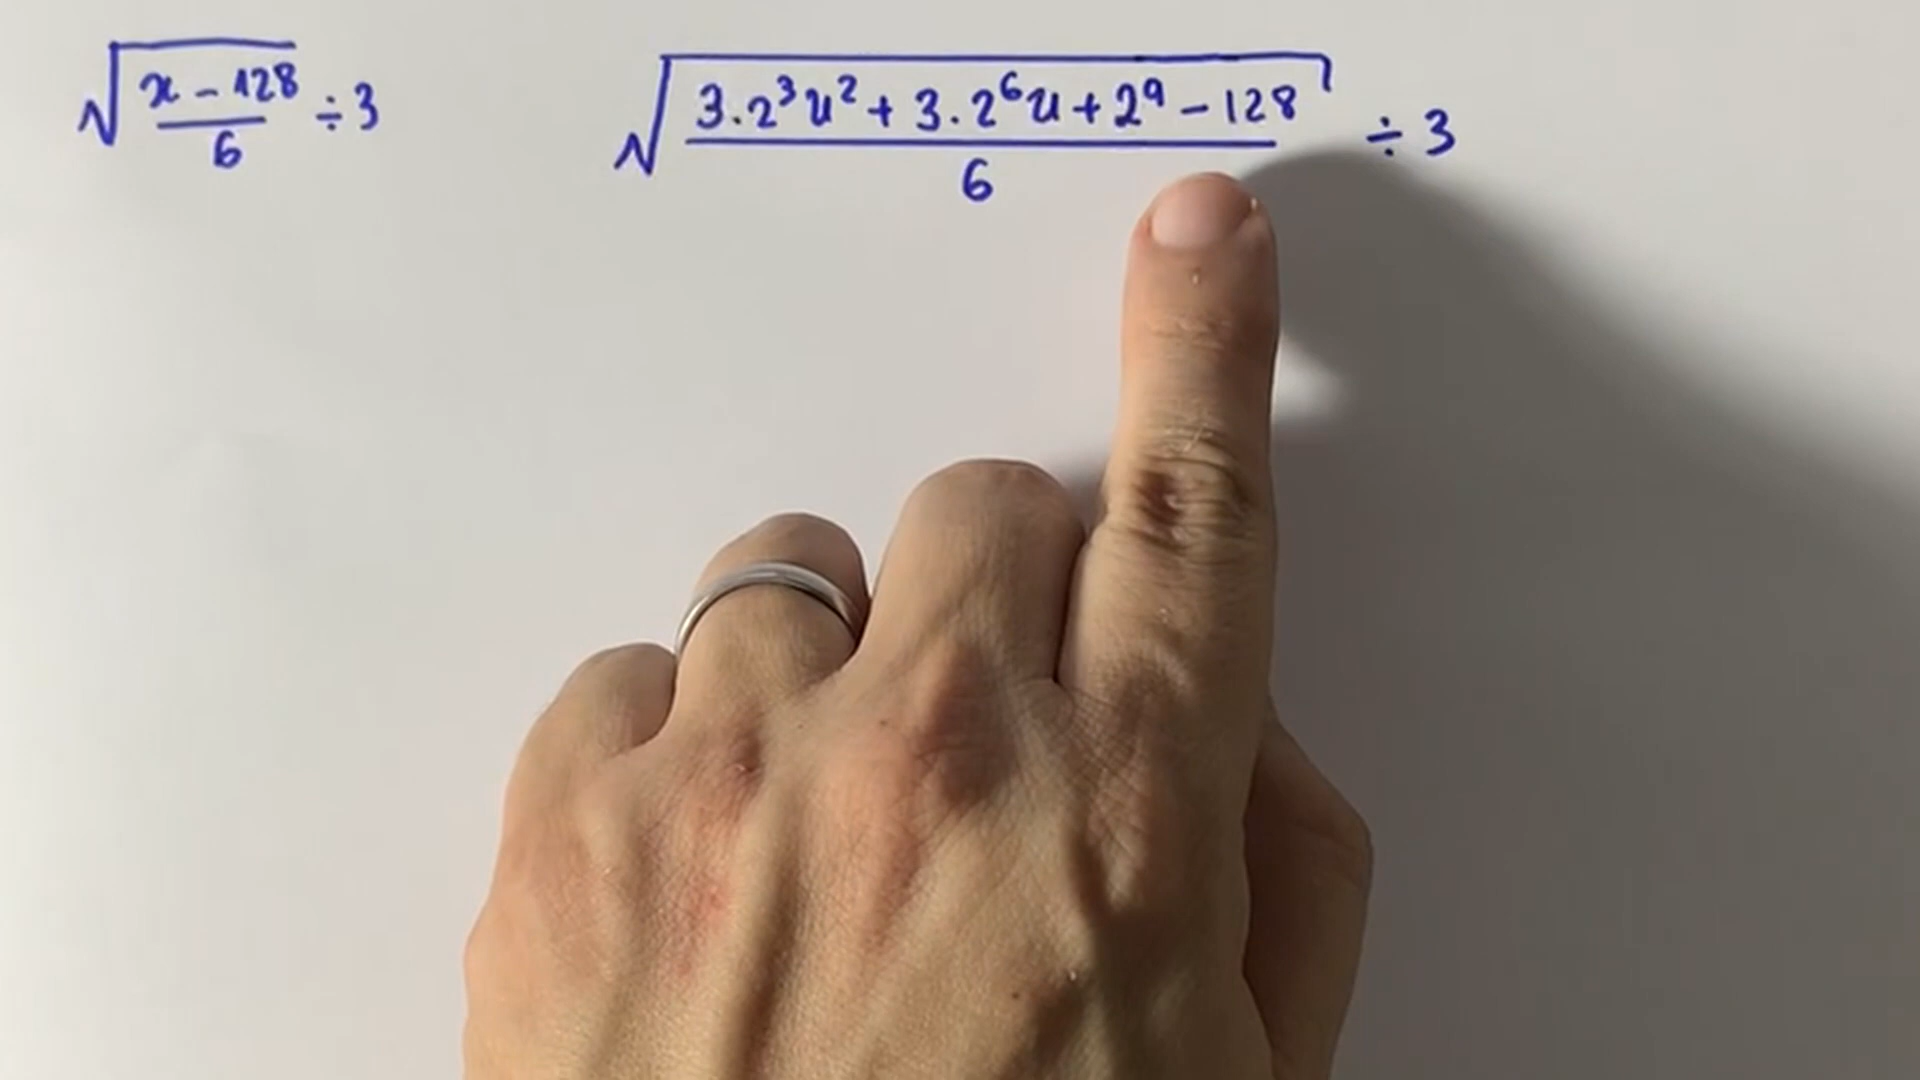 √((x - 128)/6) ÷ 3
√((3.2³u² + 3.2⁶u + 2⁹ - 128)/6) ÷ 3